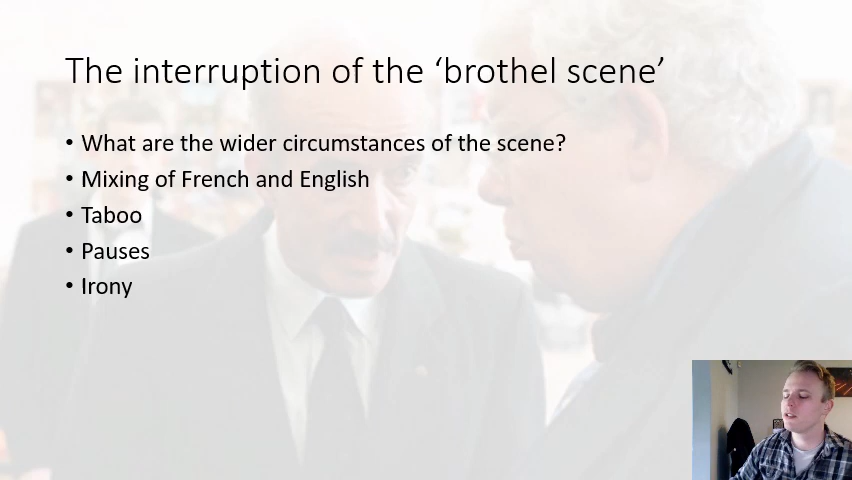 The interruption of the ‘brothel scene’
• What are the wider circumstances of the scene?
• Mixing of French and English
• Taboo
• Pauses
• Irony